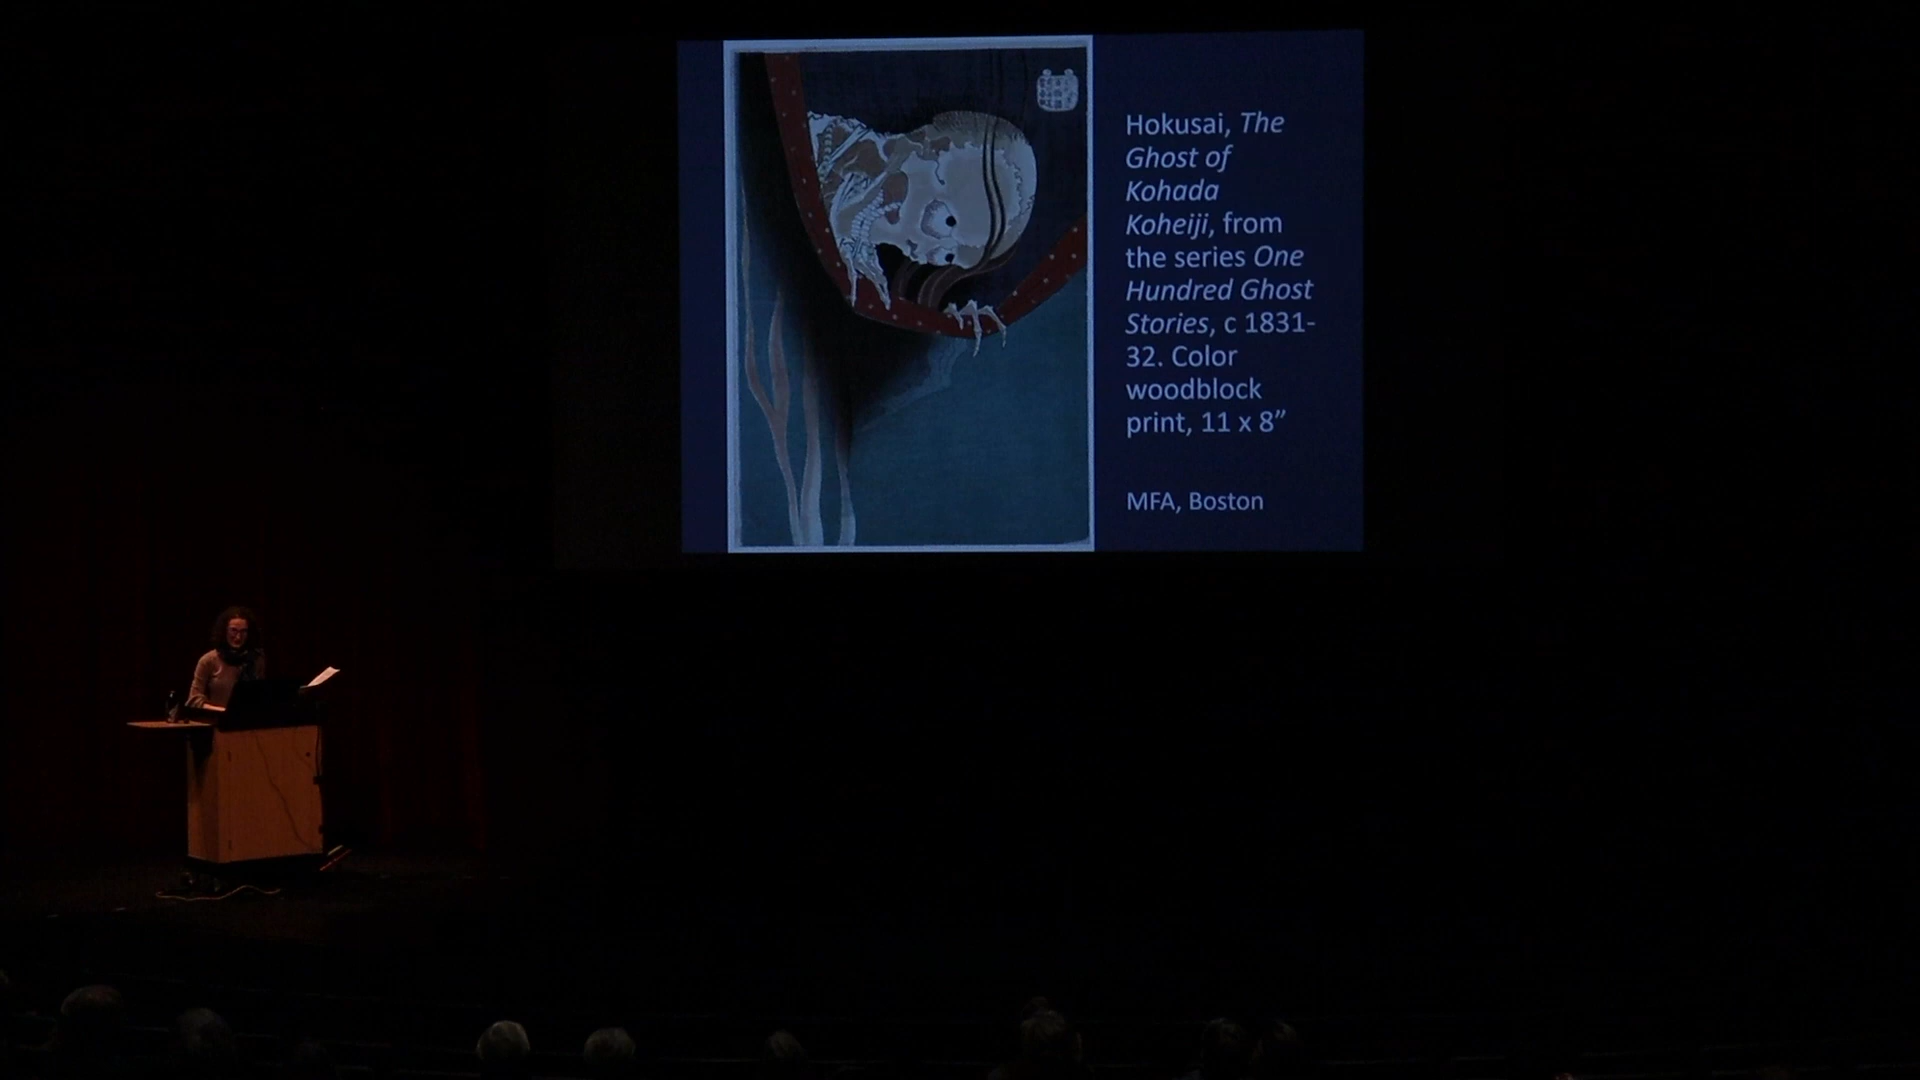 Hokusai, The
Ghost of
Kohada
Koheiji, from
the series One
Hundred Ghost
Stories, c 1831-
32. Color
woodblock
print, 11 x 8”
MFA, Boston